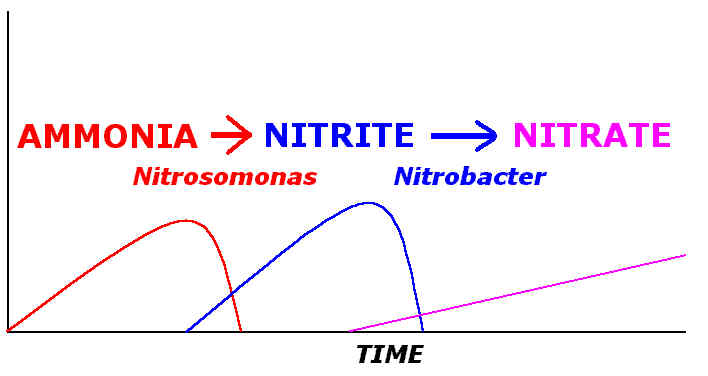 AMMONIA → NITRITE → NITRATE
Nitrosomonas Nitrobacter
TIME